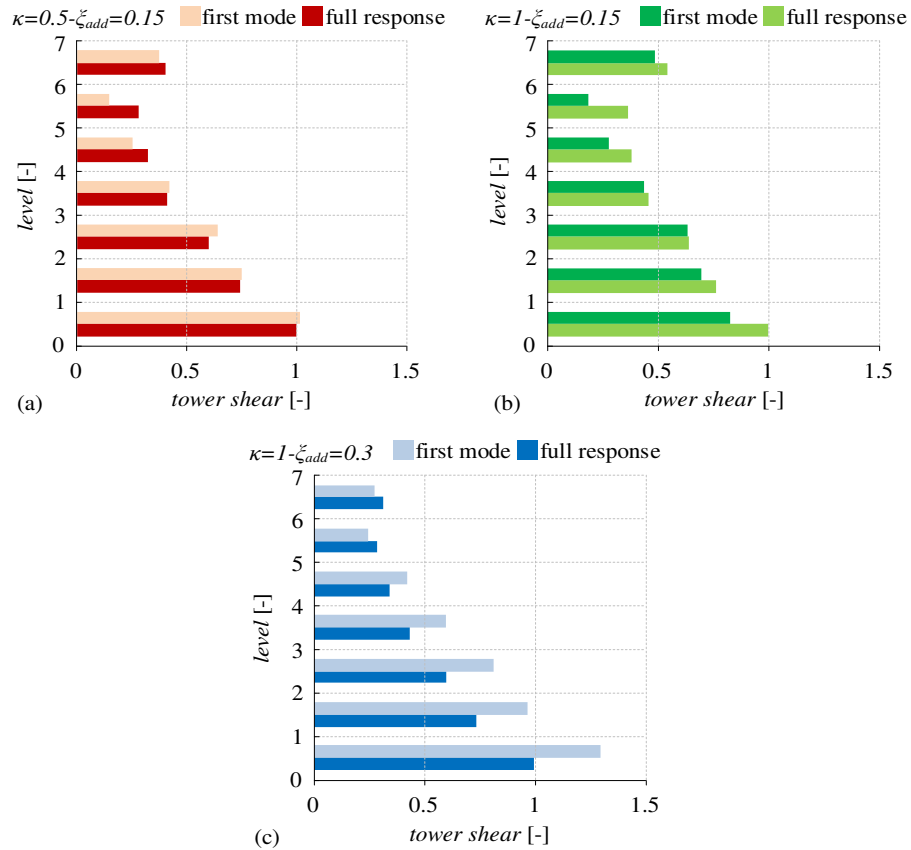 κ=0.5-ξadd=0.15 first mode full response
7
6
5
4
3
2
1
0
level [-]
0 0.5 1 1.5
tower shear [-]
(a)
κ=1-ξadd=0.15 first mode full response
7
6
5
4
3
2
1
0
level [-]
0 0.5 1 1.5
tower shear [-]
(b)
κ=1-ξadd=0.3 first mode full response
7
6
5
4
3
2
1
0
level [-]
0 0.5 1 1.5
tower shear [-]
(c)